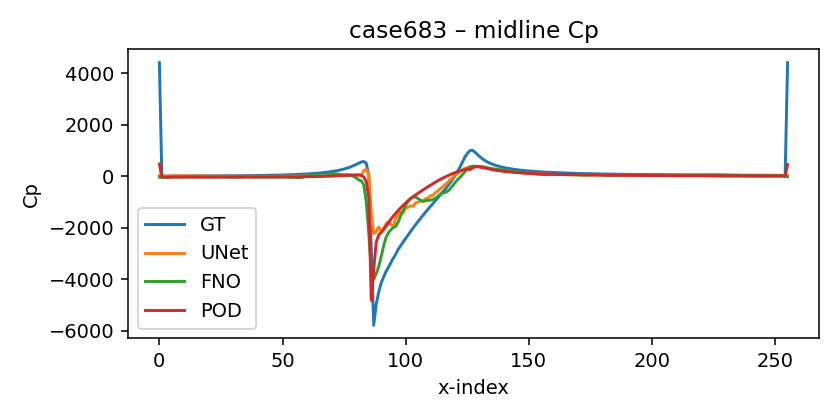 case683 – midline Cp
Cp
4000
2000
0
−2000
−4000
−6000
GT
UNet
FNO
POD
0 50 100 150 200 250
x-index